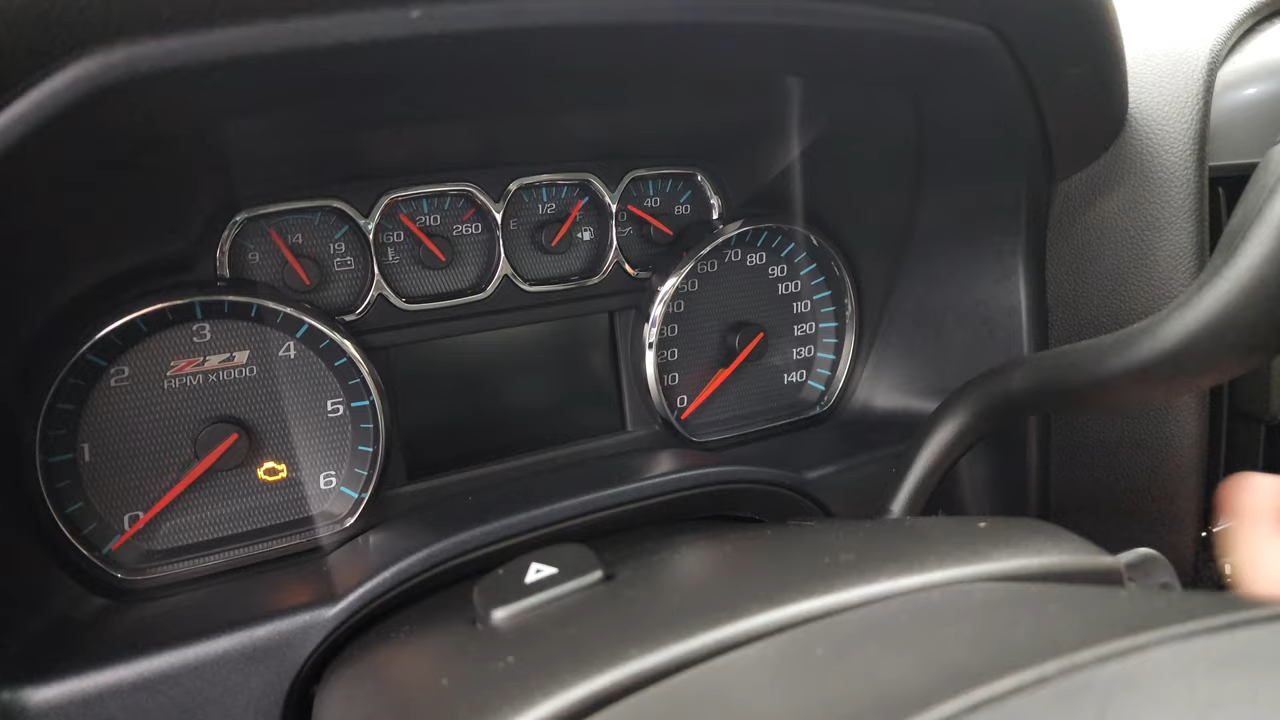 9 14 19
160 210 260
E 1/2 F
0 40 80
0 1 2 3 4 5 6
Z71
RPM X1000
0 10 20 30 40 50 60 70 80 90 100 110 120 130 140